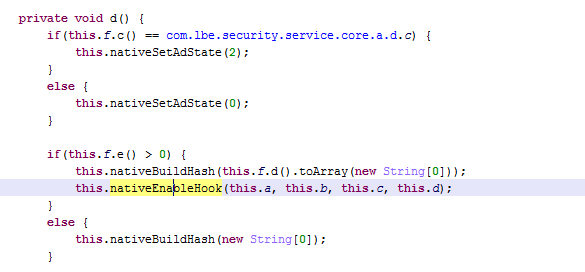 private void d() {
if(this.f.c() == com.lbe.security.service.core.a.d.c) {
this.nativeSetAdState(2);
}
else {
this.nativeSetAdState(0);
}
if(this.f.e() > 0) {
this.nativeBuildHash(this.f.d().toArray(new String[0]));
this.nativeEnableHook(this.a, this.b, this.c, this.d);
}
else {
this.nativeBuildHash(new String[0]);
}